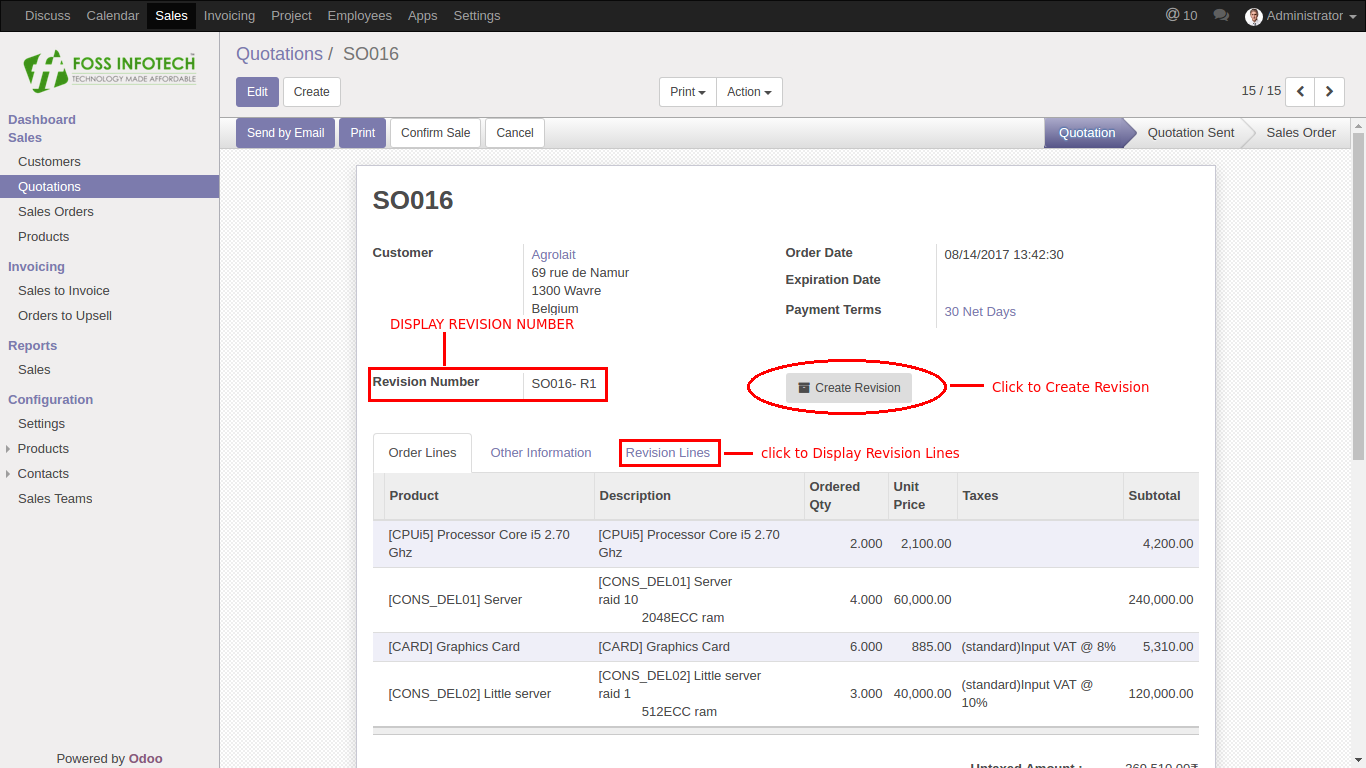 Discuss Calendar Sales Invoicing Project Employees Apps Settings @ 10 Administrator
FOSS INFOTECH
TECHNOLOGY MADE AFFORDABLE
Quotations / SO016
Edit Create Print Action 15 / 15
Send by Email Print Confirm Sale Cancel Quotation Quotation Sent Sales Order
Dashboard
Sales
Customers
Quotations
Sales Orders
Products
Invoicing
Sales to Invoice
Orders to Upsell
Reports
Sales
Configuration
Settings
Products
Contacts
Sales Teams
Powered by Odoo
SO016
Customer Agrolait
69 rue de Namur
1300 Wavre
Belgium
Order Date 08/14/2017 13:42:30
Expiration Date
Payment Terms 30 Net Days
DISPLAY REVISION NUMBER
Revision Number SO016- R1
Create Revision Click to Create Revision
Order Lines Other Information Revision Lines click to Display Revision Lines
Product Description Ordered Qty Unit Price Taxes Subtotal
[CPUi5] Processor Core i5 2.70 Ghz [CPUi5] Processor Core i5 2.70 Ghz 2.000 2,100.00 4,200.00
[CONS_DEL01] Server [CONS_DEL01] Server
raid 10
2048ECC ram 4.000 60,000.00 240,000.00
[CARD] Graphics Card [CARD] Graphics Card 6.000 885.00 (standard)Input VAT @ 8% 5,310.00
[CONS_DEL02] Little server [CONS_DEL02] Little server
raid 1
512ECC ram 3.000 40,000.00 (standard)Input VAT @ 10% 120,000.00
Untaxed Amount : 369,510.00₹